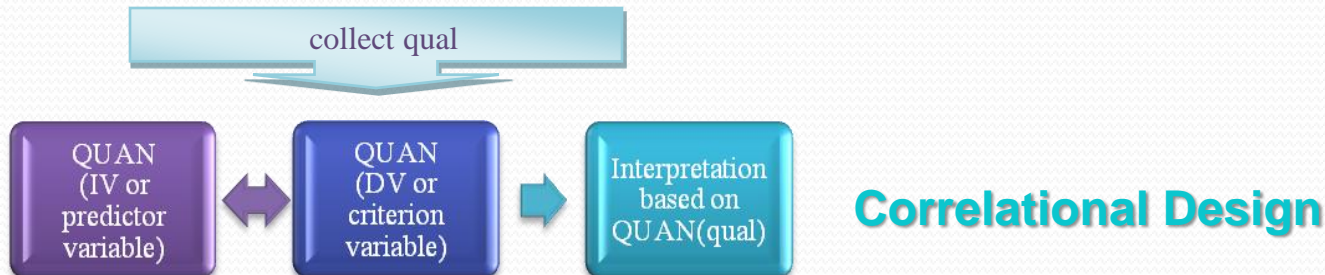 collect qual
QUAN
(IV or
predictor
variable)
QUAN
(DV or
criterion
variable)
Interpretation
based on
QUAN(qual)
Correlational Design